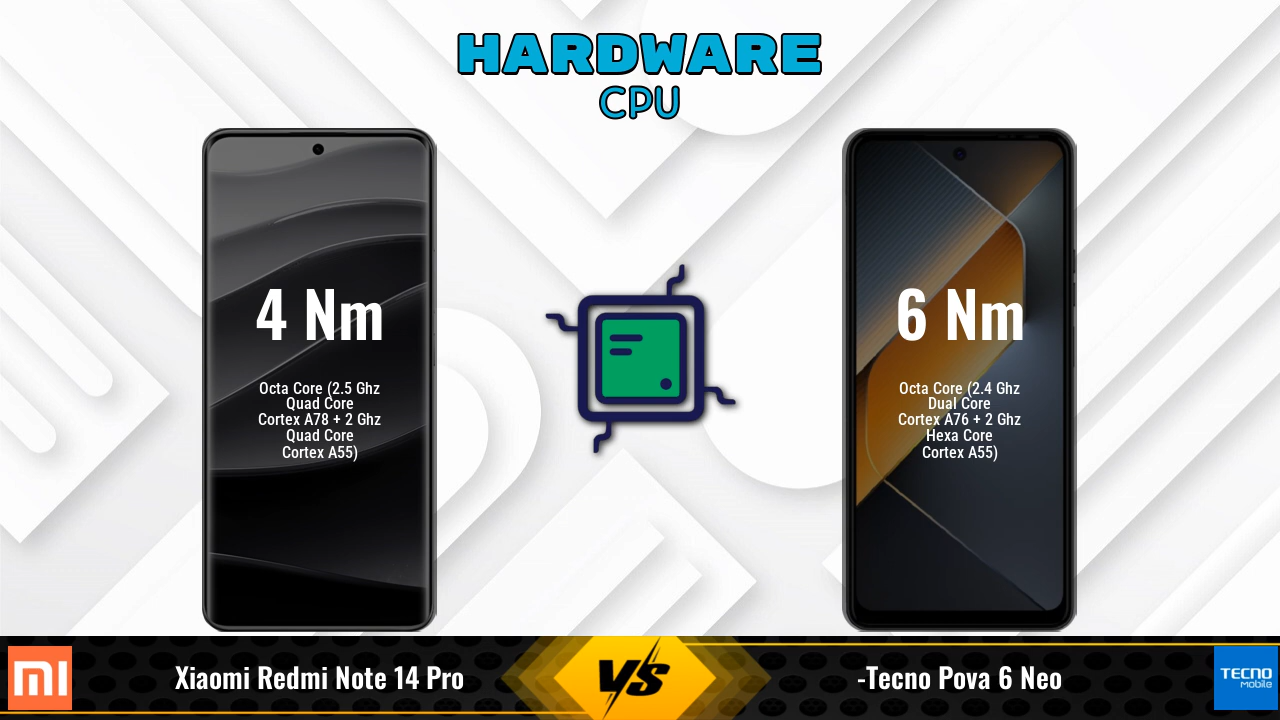 HARDWARE
CPU
4 Nm
Octa Core (2.5 Ghz
Quad Core
Cortex A78 + 2 Ghz
Quad Core
Cortex A55)
6 Nm
Octa Core (2.4 Ghz
Dual Core
Cortex A76 + 2 Ghz
Hexa Core
Cortex A55)
MI
Xiaomi Redmi Note 14 Pro
VS
-Tecno Pova 6 Neo
TECNO
mobile